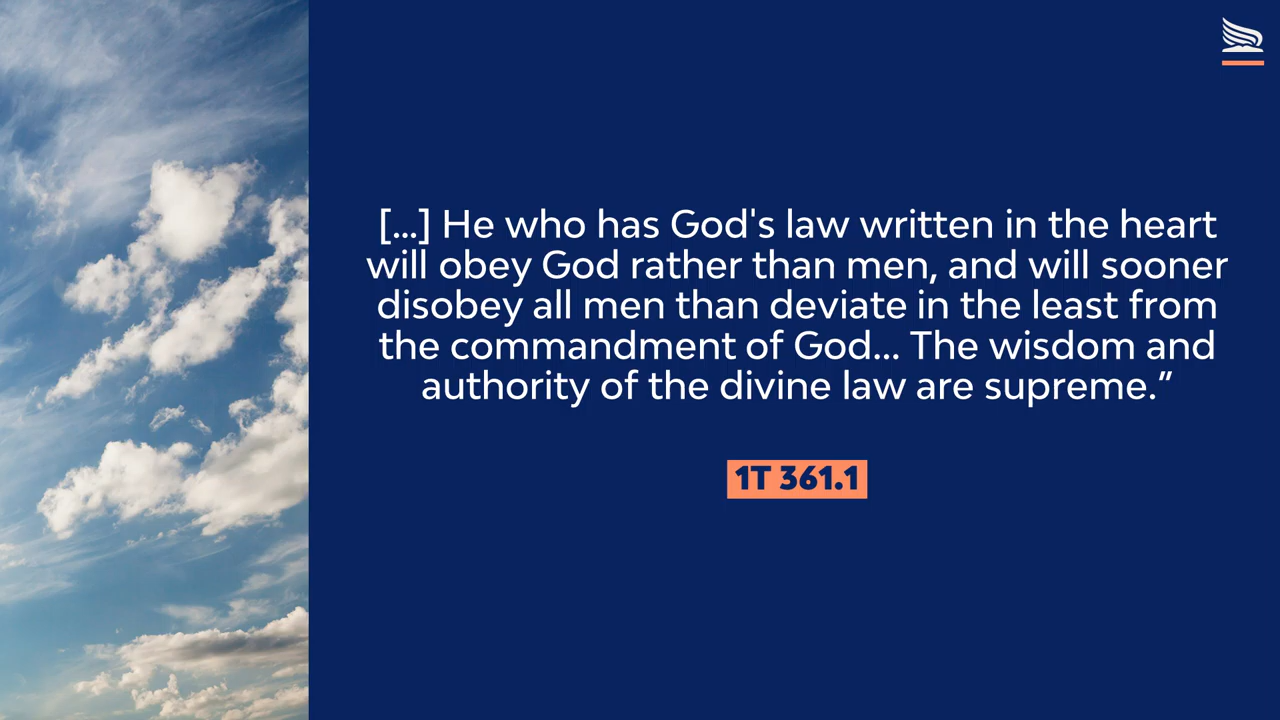 [...] He who has God's law written in the heart
will obey God rather than men, and will sooner
disobey all men than deviate in the least from
the commandment of God... The wisdom and
authority of the divine law are supreme.”
1T 361.1